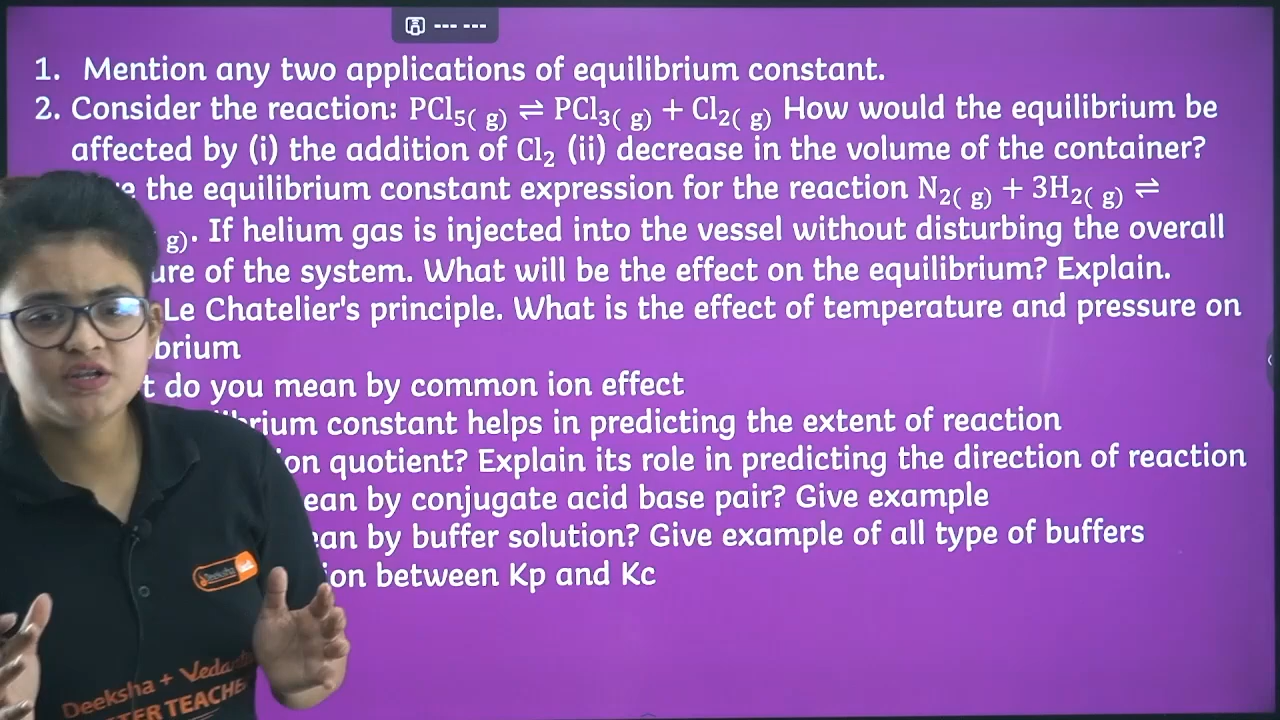 1. Mention any two applications of equilibrium constant.
2. Consider the reaction: PCl5( g) ⇌ PCl3( g) + Cl2( g) How would the equilibrium be
affected by (i) the addition of Cl2 (ii) decrease in the volume of the container?
the equilibrium constant expression for the reaction N2( g) + 3H2( g) ⇌
g). If helium gas is injected into the vessel without disturbing the overall
of the system. What will be the effect on the equilibrium? Explain.
Le Chatelier's principle. What is the effect of temperature and pressure on
do you mean by common ion effect
constant helps in predicting the extent of reaction
quotient? Explain its role in predicting the direction of reaction
by conjugate acid base pair? Give example
by buffer solution? Give example of all type of buffers
between Kp and Kc
Deeksha
Deeksha + Vedantu
TEACHER